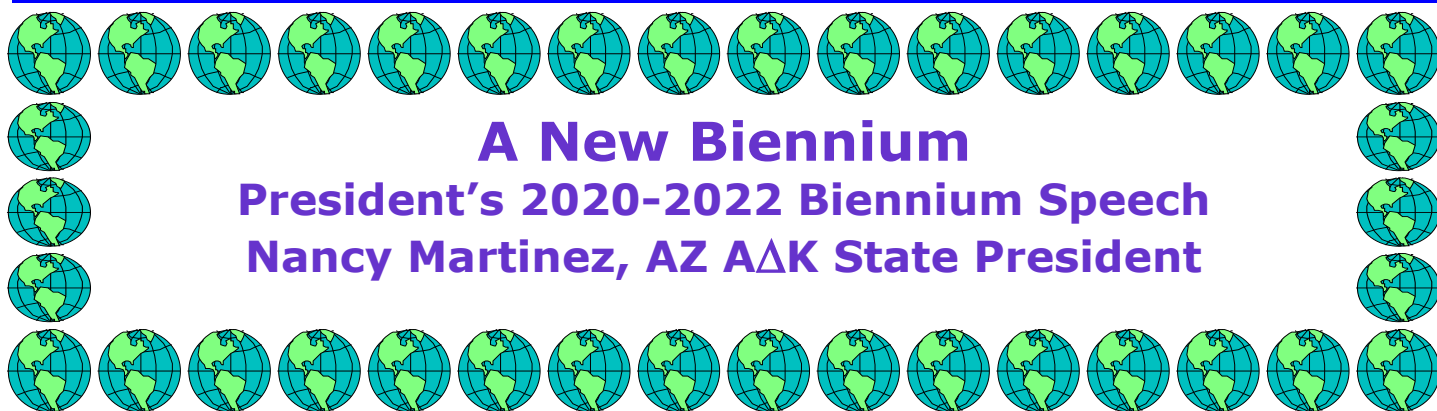 A New Biennium
President’s 2020-2022 Biennium Speech
Nancy Martinez, AZ AΔK State President